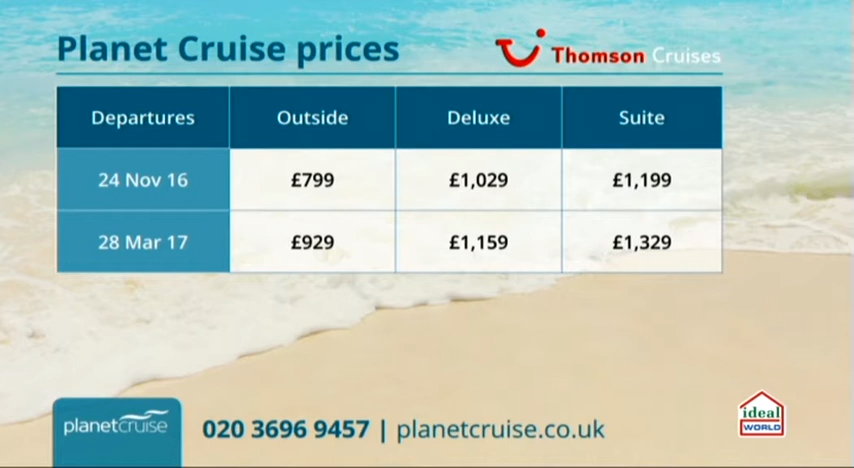 Planet Cruise prices
Thomson Cruises
Departures Outside Deluxe Suite
24 Nov 16 £799 £1,029 £1,199
28 Mar 17 £929 £1,159 £1,329
planetcruise 020 3696 9457 | planetcruise.co.uk
ideal
WORLD